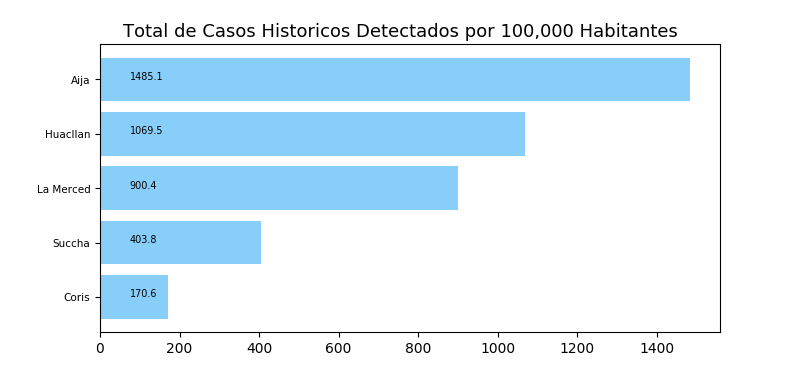 Total de Casos Historicos Detectados por 100,000 Habitantes
Aija 1485.1
Huacllan 1069.5
La Merced 900.4
Succha 403.8
Coris 170.6
0 200 400 600 800 1000 1200 1400